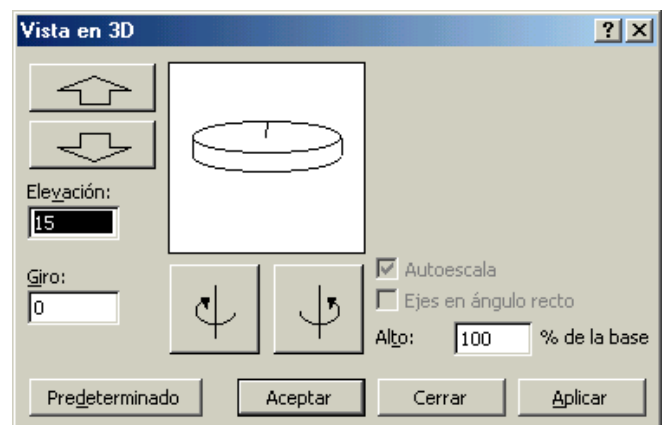 Vista en 3D
Elevación:
15
Giro:
0
Autoescala
Ejes en ángulo recto
Alto: 100 % de la base
Predeterminado Aceptar Cerrar Aplicar